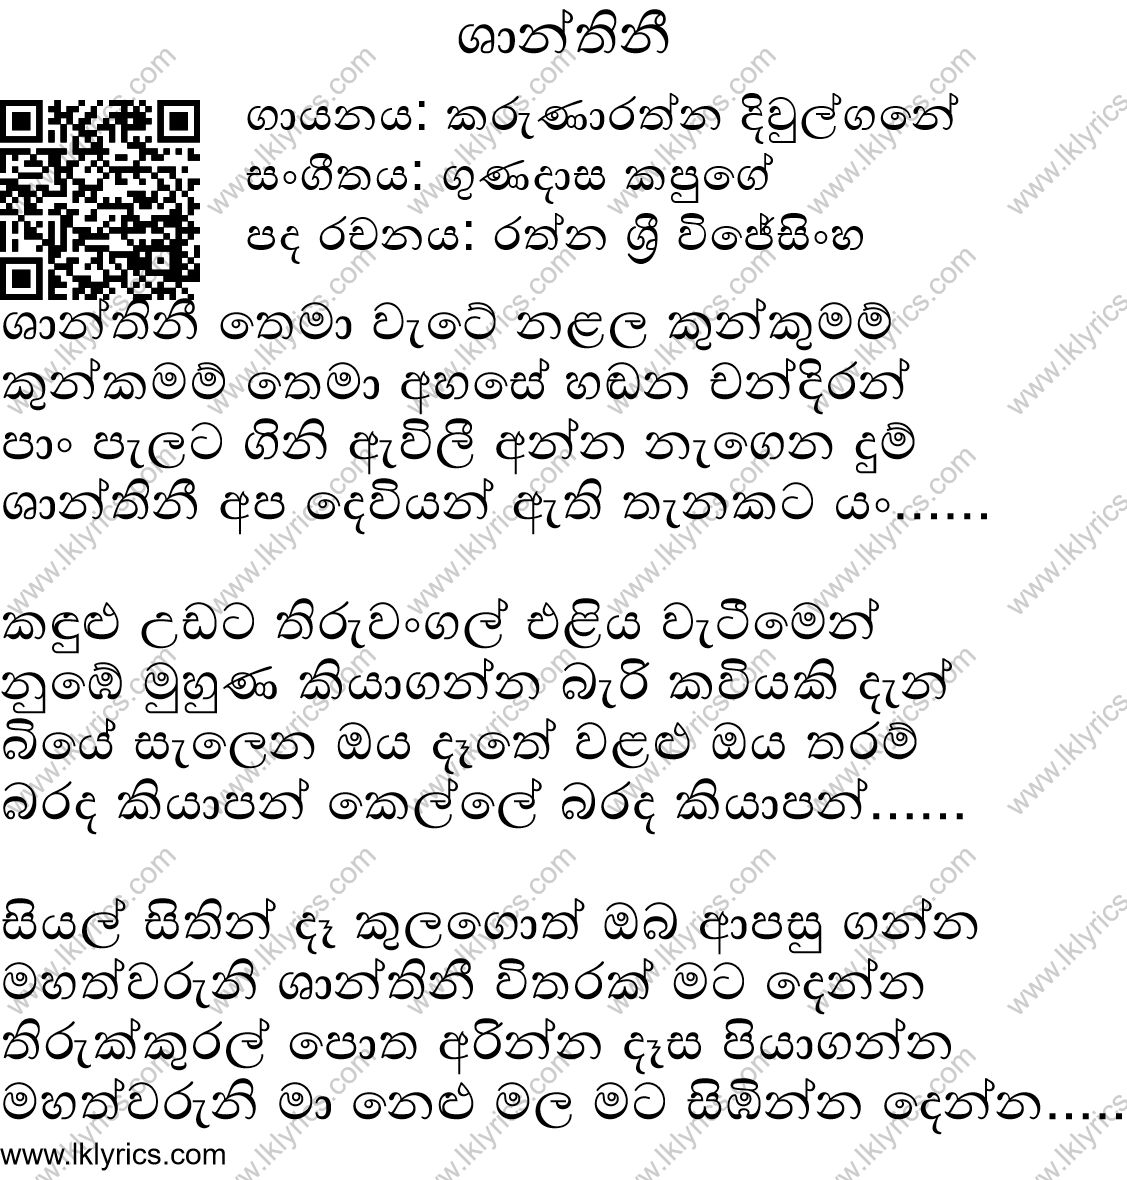 ශාන්තිනී
ගායනය: කරුණාරත්න දිවුල්ගනේ
සංගීතය: ගුණදාස කපුගේ
පද රචනය: රත්න ශ්‍රී විජේසිංහ
ශාන්තිනී තෙමා වැටේ නළල කුන්කුමම්
කුන්කමම් තෙමා අහසේ හඬන චන්දිරන්
පාං පැලට ගිනි ඇවිලී අන්න නැගෙන දුම්
ශාන්තිනී අප දෙවියන් ඇති තැනකට යං......
කඳුළු උඩට තිරුවංගල් එළිය වැටීමෙන්
නුඹේ මුහුණ කියාගන්න බැරි කවියකි දැන්
බියේ සැලෙන ඔය දෑතේ වළළු ඔය තරම්
බරද කියාපන් කෙල්ලේ බරද කියාපන්......
සියල් සිතින් දෑ කුලගොත් ඔබ ආපසු ගන්න
මහත්වරුනි ශාන්තිනී විතරක් මට දෙන්න
තිරුක්කුරල් පොත අරින්න දෑස පියාගන්න
මහත්වරුනි මා නෙළු මල මට සිඹින්න දෙන්න.....
www.lklyrics.com